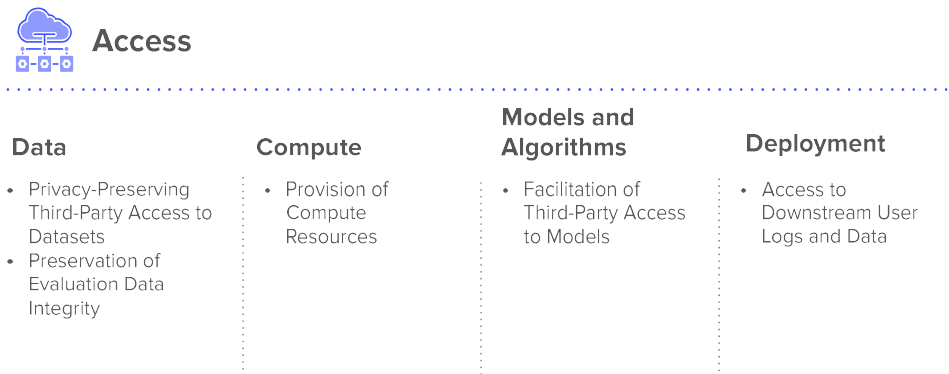 Access
Data
• Privacy-Preserving
Third-Party Access to
Datasets
• Preservation of
Evaluation Data
Integrity
Compute
• Provision of
Compute
Resources
Models and
Algorithms
• Facilitation of
Third-Party Access
to Models
Deployment
• Access to
Downstream User
Logs and Data